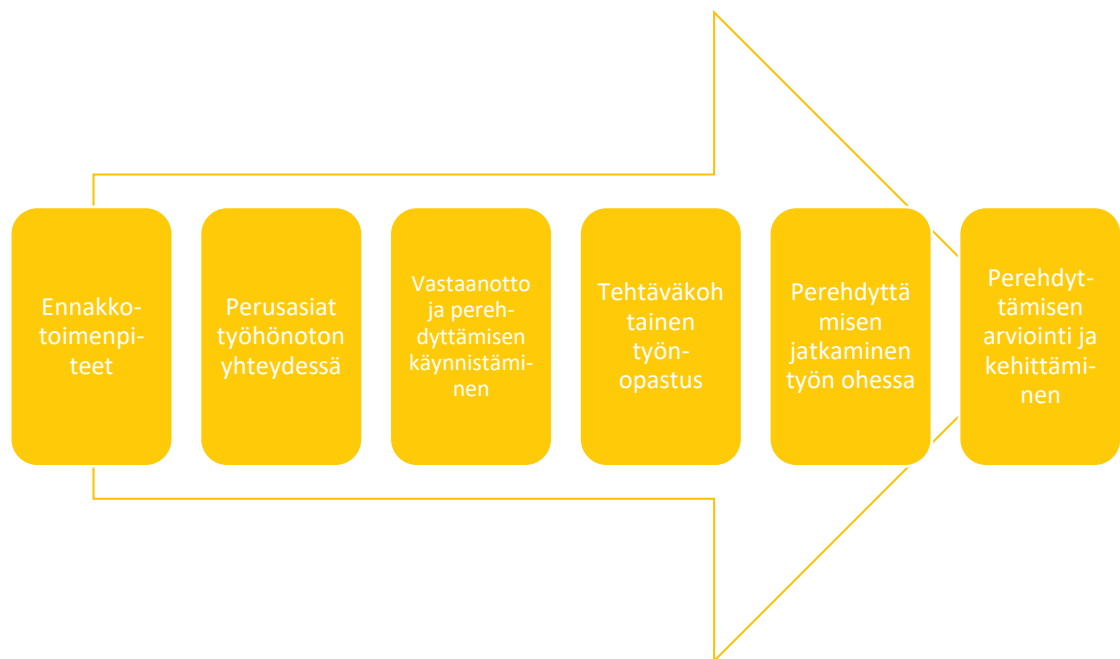 Ennakko-
toimenpi-
teet
Perusasiat
työhönoton
yhteydessä
Vastaanotto
ja pereh-
dyttämisen
käynnistämi-
nen
Tehtäväkoh
tainen
työn-
opastus
Perehdyttä
misen
jatkaminen
työn ohessa
Perehdyt-
tämisen
arviointi ja
kehittämi-
nen